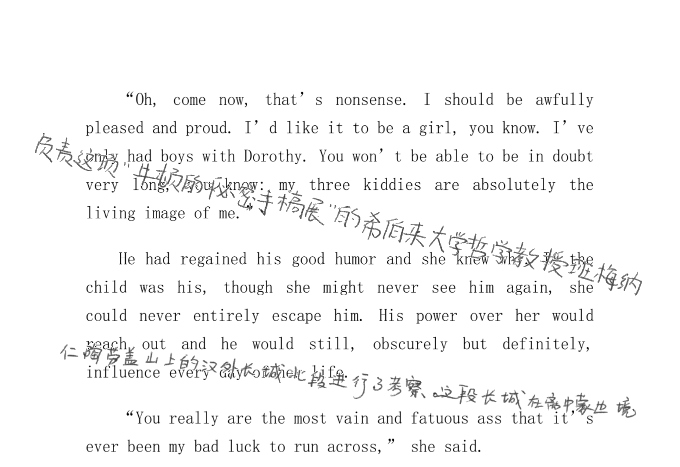 “Oh, come now, that’s nonsense. I should be awfully
pleased and proud. I’d like it to be a girl, you know. I’ve
only had boys with Dorothy. You won’t be able to be in doubt
very long, you know: my three kiddies are absolutely the
living image of me.”
负责这项“牛顿的秘密手稿展”的希伯来大学哲学教授班梅纳
He had regained his good humor and she knew why. If the
child was his, though she might never see him again, she
could never entirely escape him. His power over her would
reach out and he would still, obscurely but definitely,
influence every day of her life.
仁陶勞盖山上的汉外长城北段进行了考察。这段长城在中蒙边境
“You really are the most vain and fatuous ass that it’s
ever been my bad luck to run across,” she said.